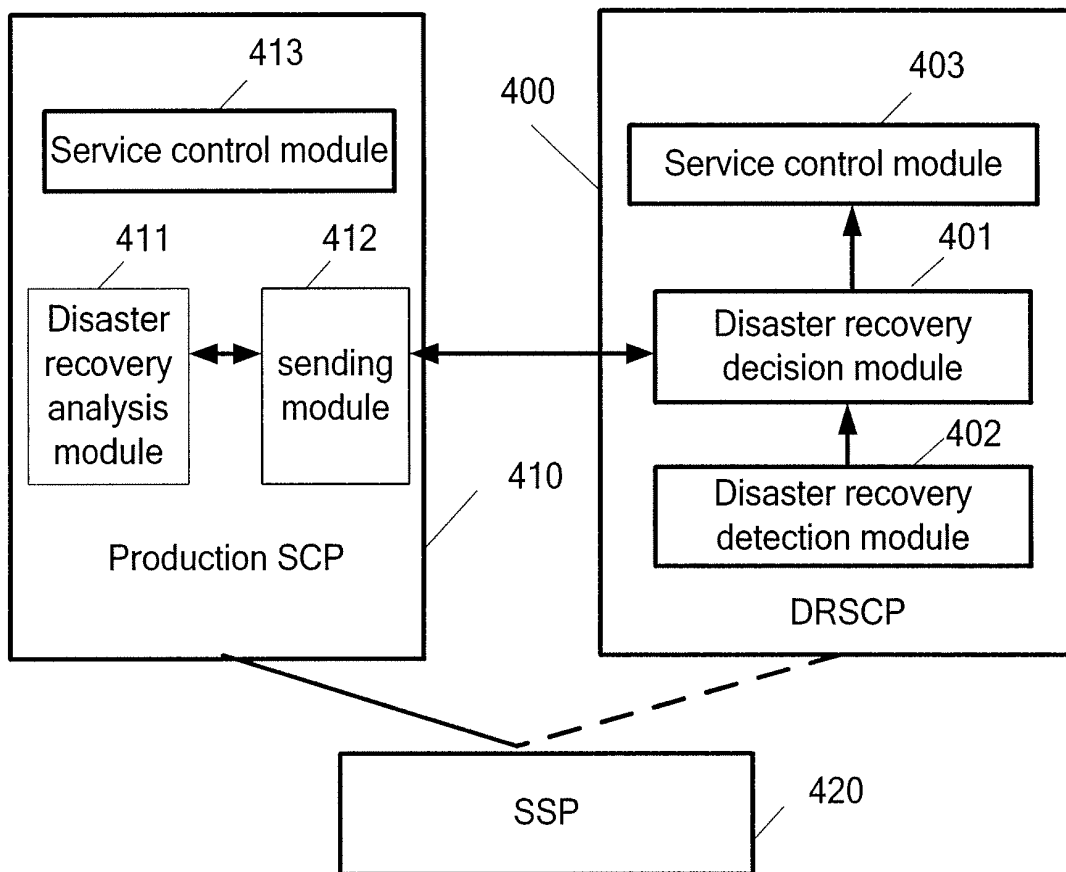 413
Service control module
411
412
Disaster
recovery
analysis
module
sending
module
410
Production SCP
400
403
Service control module
401
Disaster recovery
decision module
402
Disaster recovery
detection module
DRSCP
SSP
420